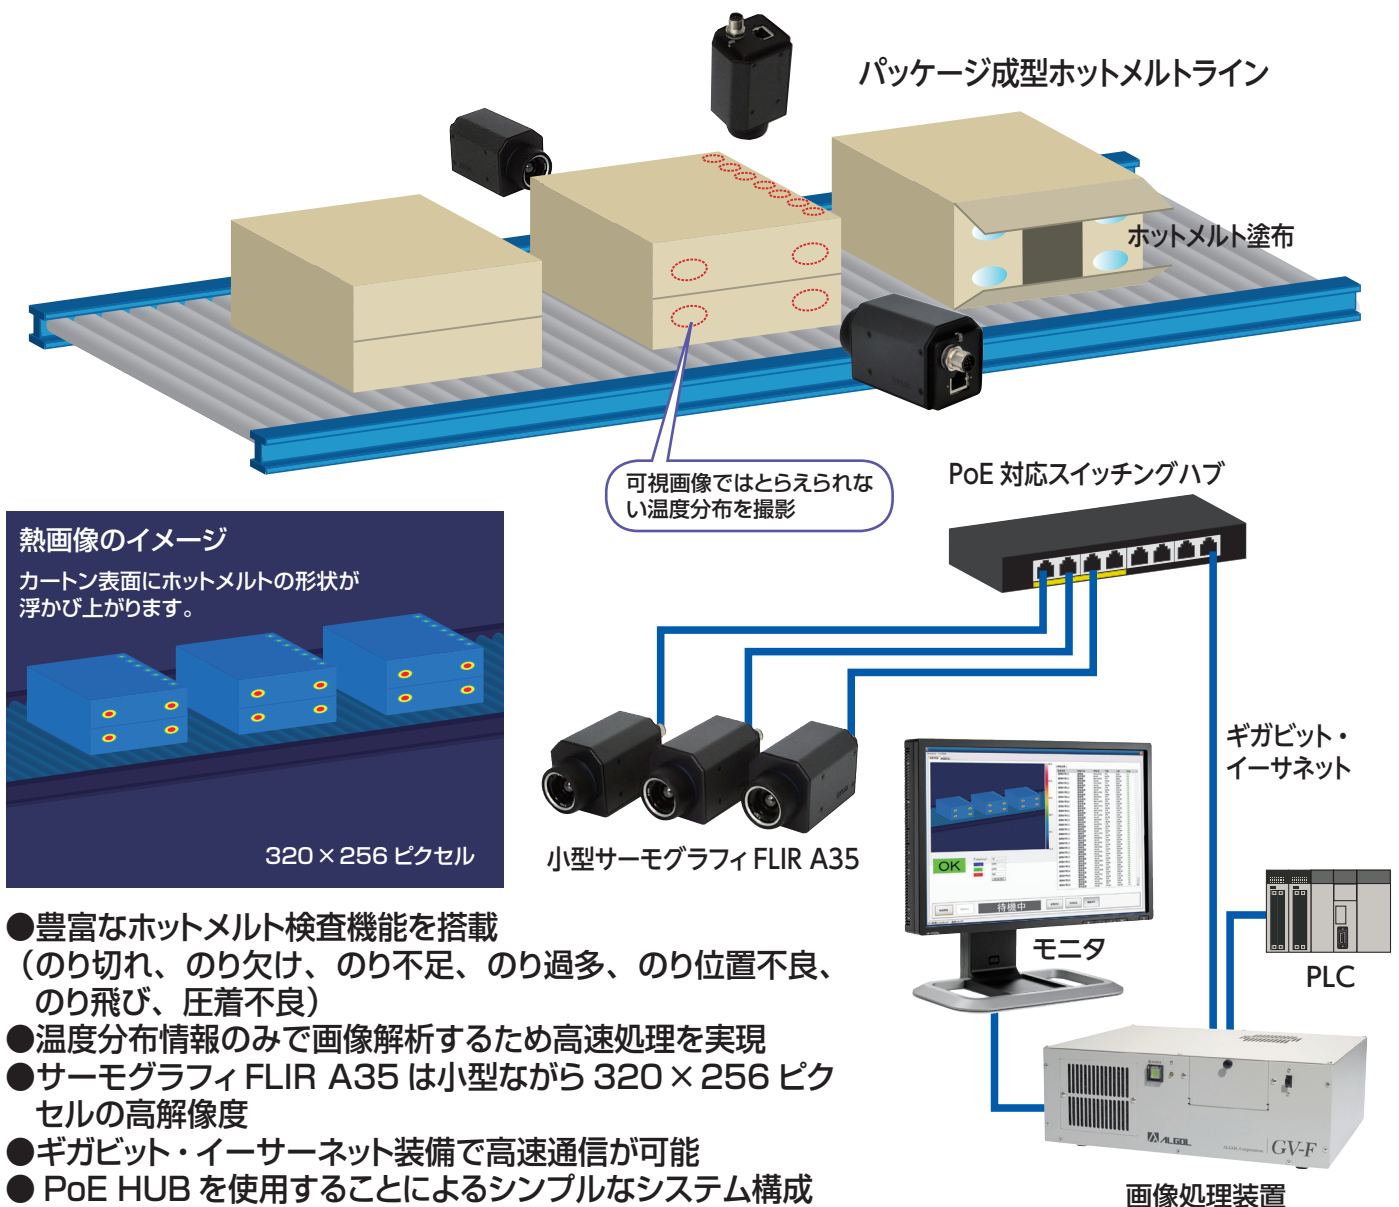 パッケージ成型ホットメルトライン
ホットメルト塗布
可視画像ではとらえられな
い温度分布を撮影
PoE 対応スイッチングハブ
熱画像のイメージ
カートン表面にホットメルトの形状が
浮かび上がります。
320×256 ピクセル
小型サーモグラフィ FLIR A35
ギガビット・
イーサネット
OK
待機中
モニタ
PLC
ALGOL
GV-F
画像処理装置
●豊富なホットメルト検査機能を搭載
（のり切れ、のり欠け、のり不足、のり過多、のり位置不良、
のり飛び、圧着不良）
●温度分布情報のみで画像解析するため高速処理を実現
●サーモグラフィ FLIR A35 は小型ながら 320×256 ピク
セルの高解像度
●ギガビット・イーサーネット装備で高速通信が可能
● PoE HUB を使用することによるシンプルなシステム構成